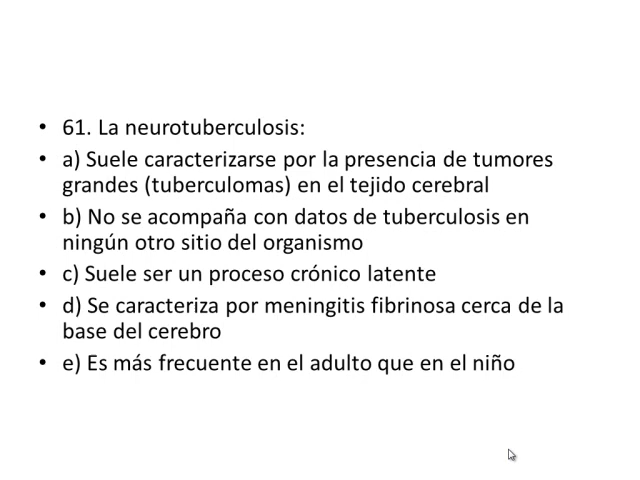 • 61. La neurotuberculosis:
• a) Suele caracterizarse por la presencia de tumores
grandes (tuberculomas) en el tejido cerebral
• b) No se acompaña con datos de tuberculosis en
ningún otro sitio del organismo
• c) Suele ser un proceso crónico latente
• d) Se caracteriza por meningitis fibrinosa cerca de la
base del cerebro
• e) Es más frecuente en el adulto que en el niño